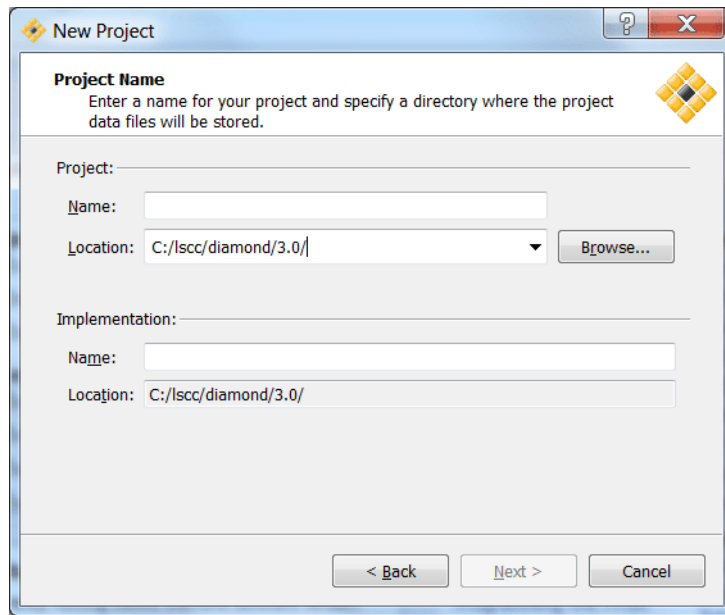 New Project
Project Name
Enter a name for your project and specify a directory where the project
data files will be stored.
Project:
Name:
Location: C:/lscc/diamond/3.0/ Browse...
Implementation:
Name:
Location: C:/lscc/diamond/3.0/
< Back Next > Cancel